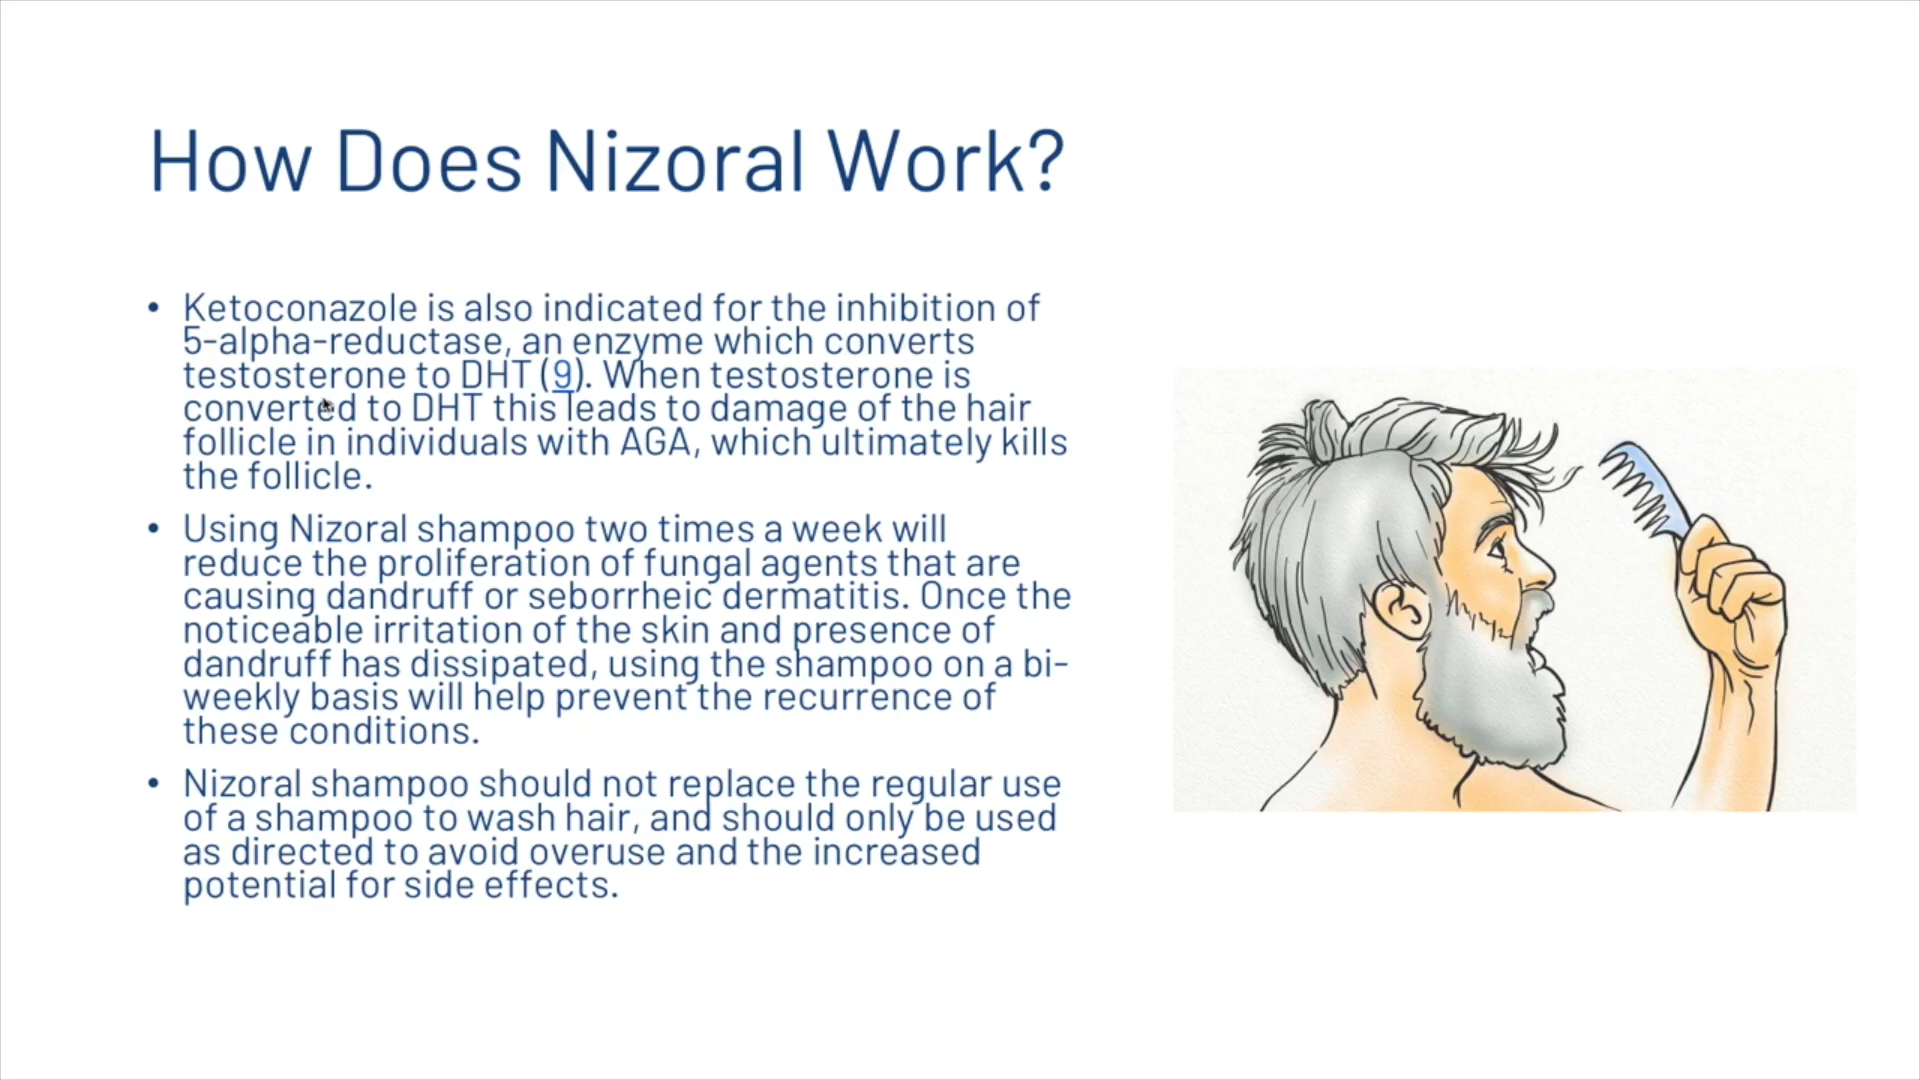 How Does Nizoral Work?
• Ketoconazole is also indicated for the inhibition of
5-alpha-reductase, an enzyme which converts
testosterone to DHT (9). When testosterone is
converted to DHT this leads to damage of the hair
follicle in individuals with AGA, which ultimately kills
the follicle.
• Using Nizoral shampoo two times a week will
reduce the proliferation of fungal agents that are
causing dandruff or seborrheic dermatitis. Once the
noticeable irritation of the skin and presence of
dandruff has dissipated, using the shampoo on a bi-
weekly basis will help prevent the recurrence of
these conditions.
• Nizoral shampoo should not replace the regular use
of a shampoo to wash hair, and should only be used
as directed to avoid overuse and the increased
potential for side effects.